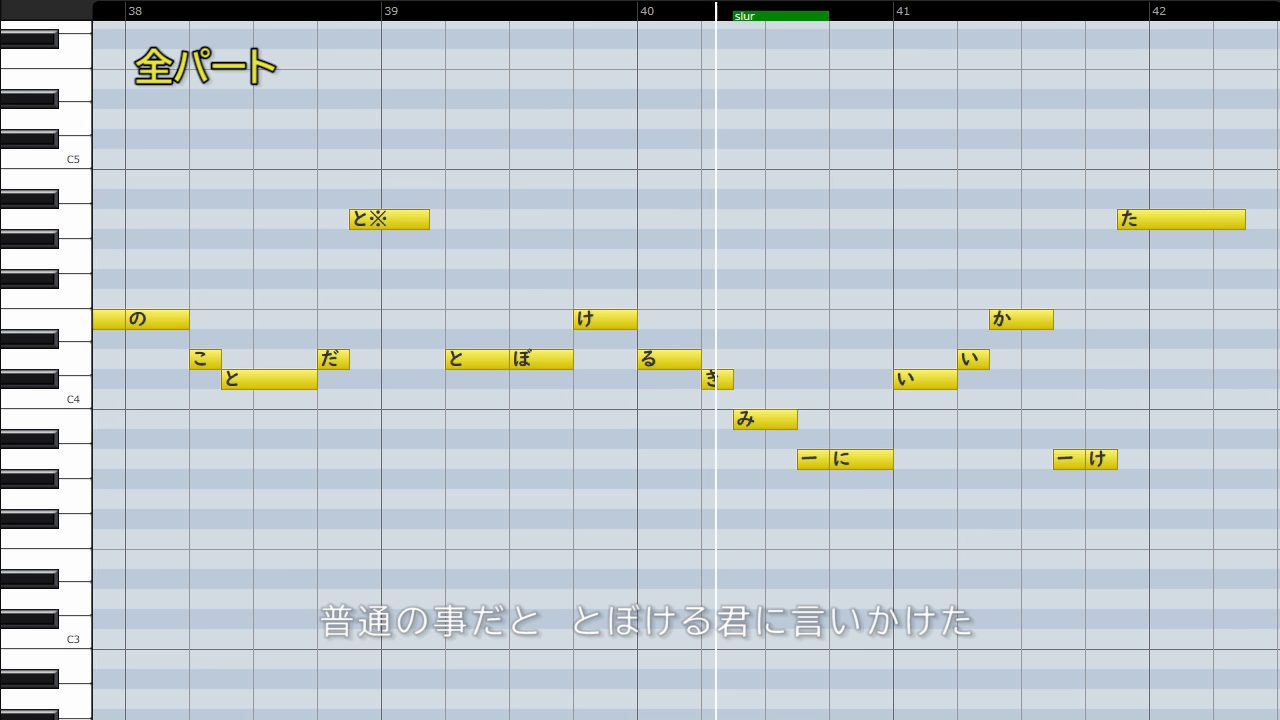 38 39 40 41 42
slur
全パート
C5
と※ た
の け か
こ だ と ぼ る い
と き い
C4
み
ー に ー け
普通の事だと とぼける君に言いかけた
C3